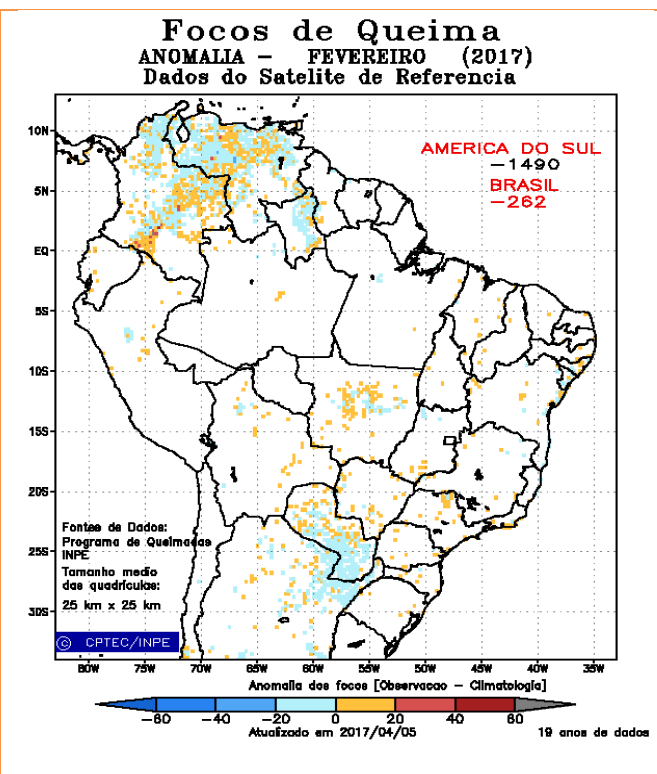 Focos de Queima
ANOMALIA - FEVEREIRO (2017)
Dados do Satelite de Referencia
10N
5N
EQ
5S
10S
15S
20S
25S
30S
AMERICA DO SUL
-1490
BRASIL
-262
Fontes de Dados:
Programa de Queimadas
INPE
Tamanho medio
das quadriculas:
25 km x 25 km
© CPTEC/INPE
80W 75W 70W 65W 60W 55W 50W 45W 40W 35W
Anomalia dos focos [Observacao - Climatologia]
-60 -40 -20 0 20 40 60
Atualizado em 2017/04/05 19 anos de dados